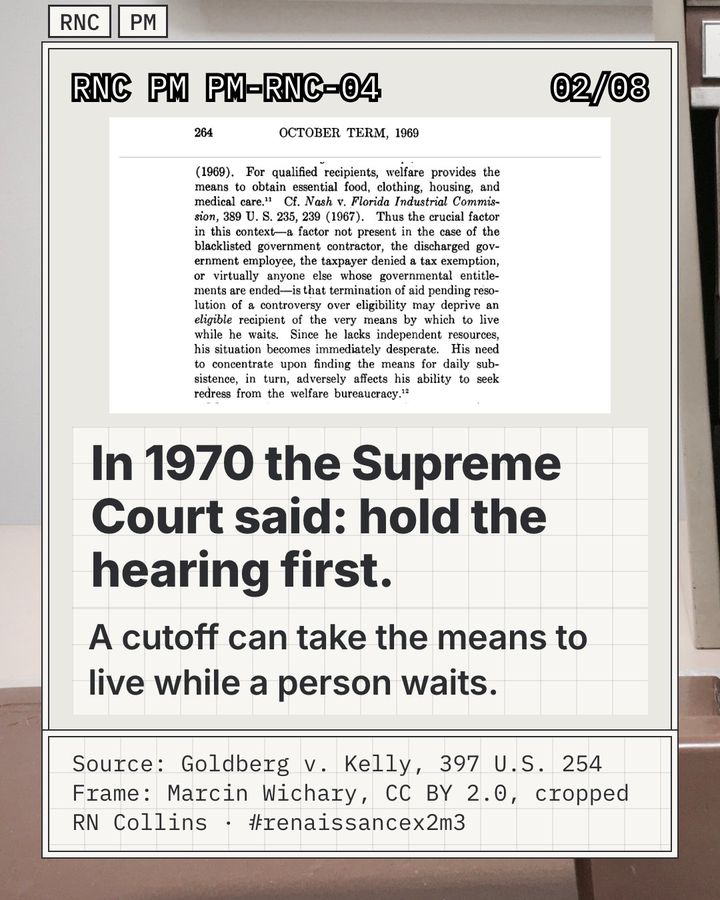 RNC PM
RNC PM PM-RNC-04 02/08
264 OCTOBER TERM, 1969
(1969). For qualified recipients, welfare provides the
means to obtain essential food, clothing, housing, and
medical care.¹¹ Cf. Nash v. Florida Industrial Commis-
sion, 389 U. S. 235, 239 (1967). Thus the crucial factor
in this context—a factor not present in the case of the
blacklisted government contractor, the discharged gov-
ernment employee, the taxpayer denied a tax exemption,
or virtually anyone else whose governmental entitle-
ments are ended—is that termination of aid pending reso-
lution of a controversy over eligibility may deprive an
eligible recipient of the very means by which to live
while he waits. Since he lacks independent resources,
his situation becomes immediately desperate. His need
to concentrate upon finding the means for daily sub-
sistence, in turn, adversely affects his ability to seek
redress from the welfare bureaucracy.¹²
In 1970 the Supreme
Court said: hold the
hearing first.
A cutoff can take the means to
live while a person waits.
Source: Goldberg v. Kelly, 397 U.S. 254
Frame: Marcin Wichary, CC BY 2.0, cropped
RN Collins · #renaissancex2m3